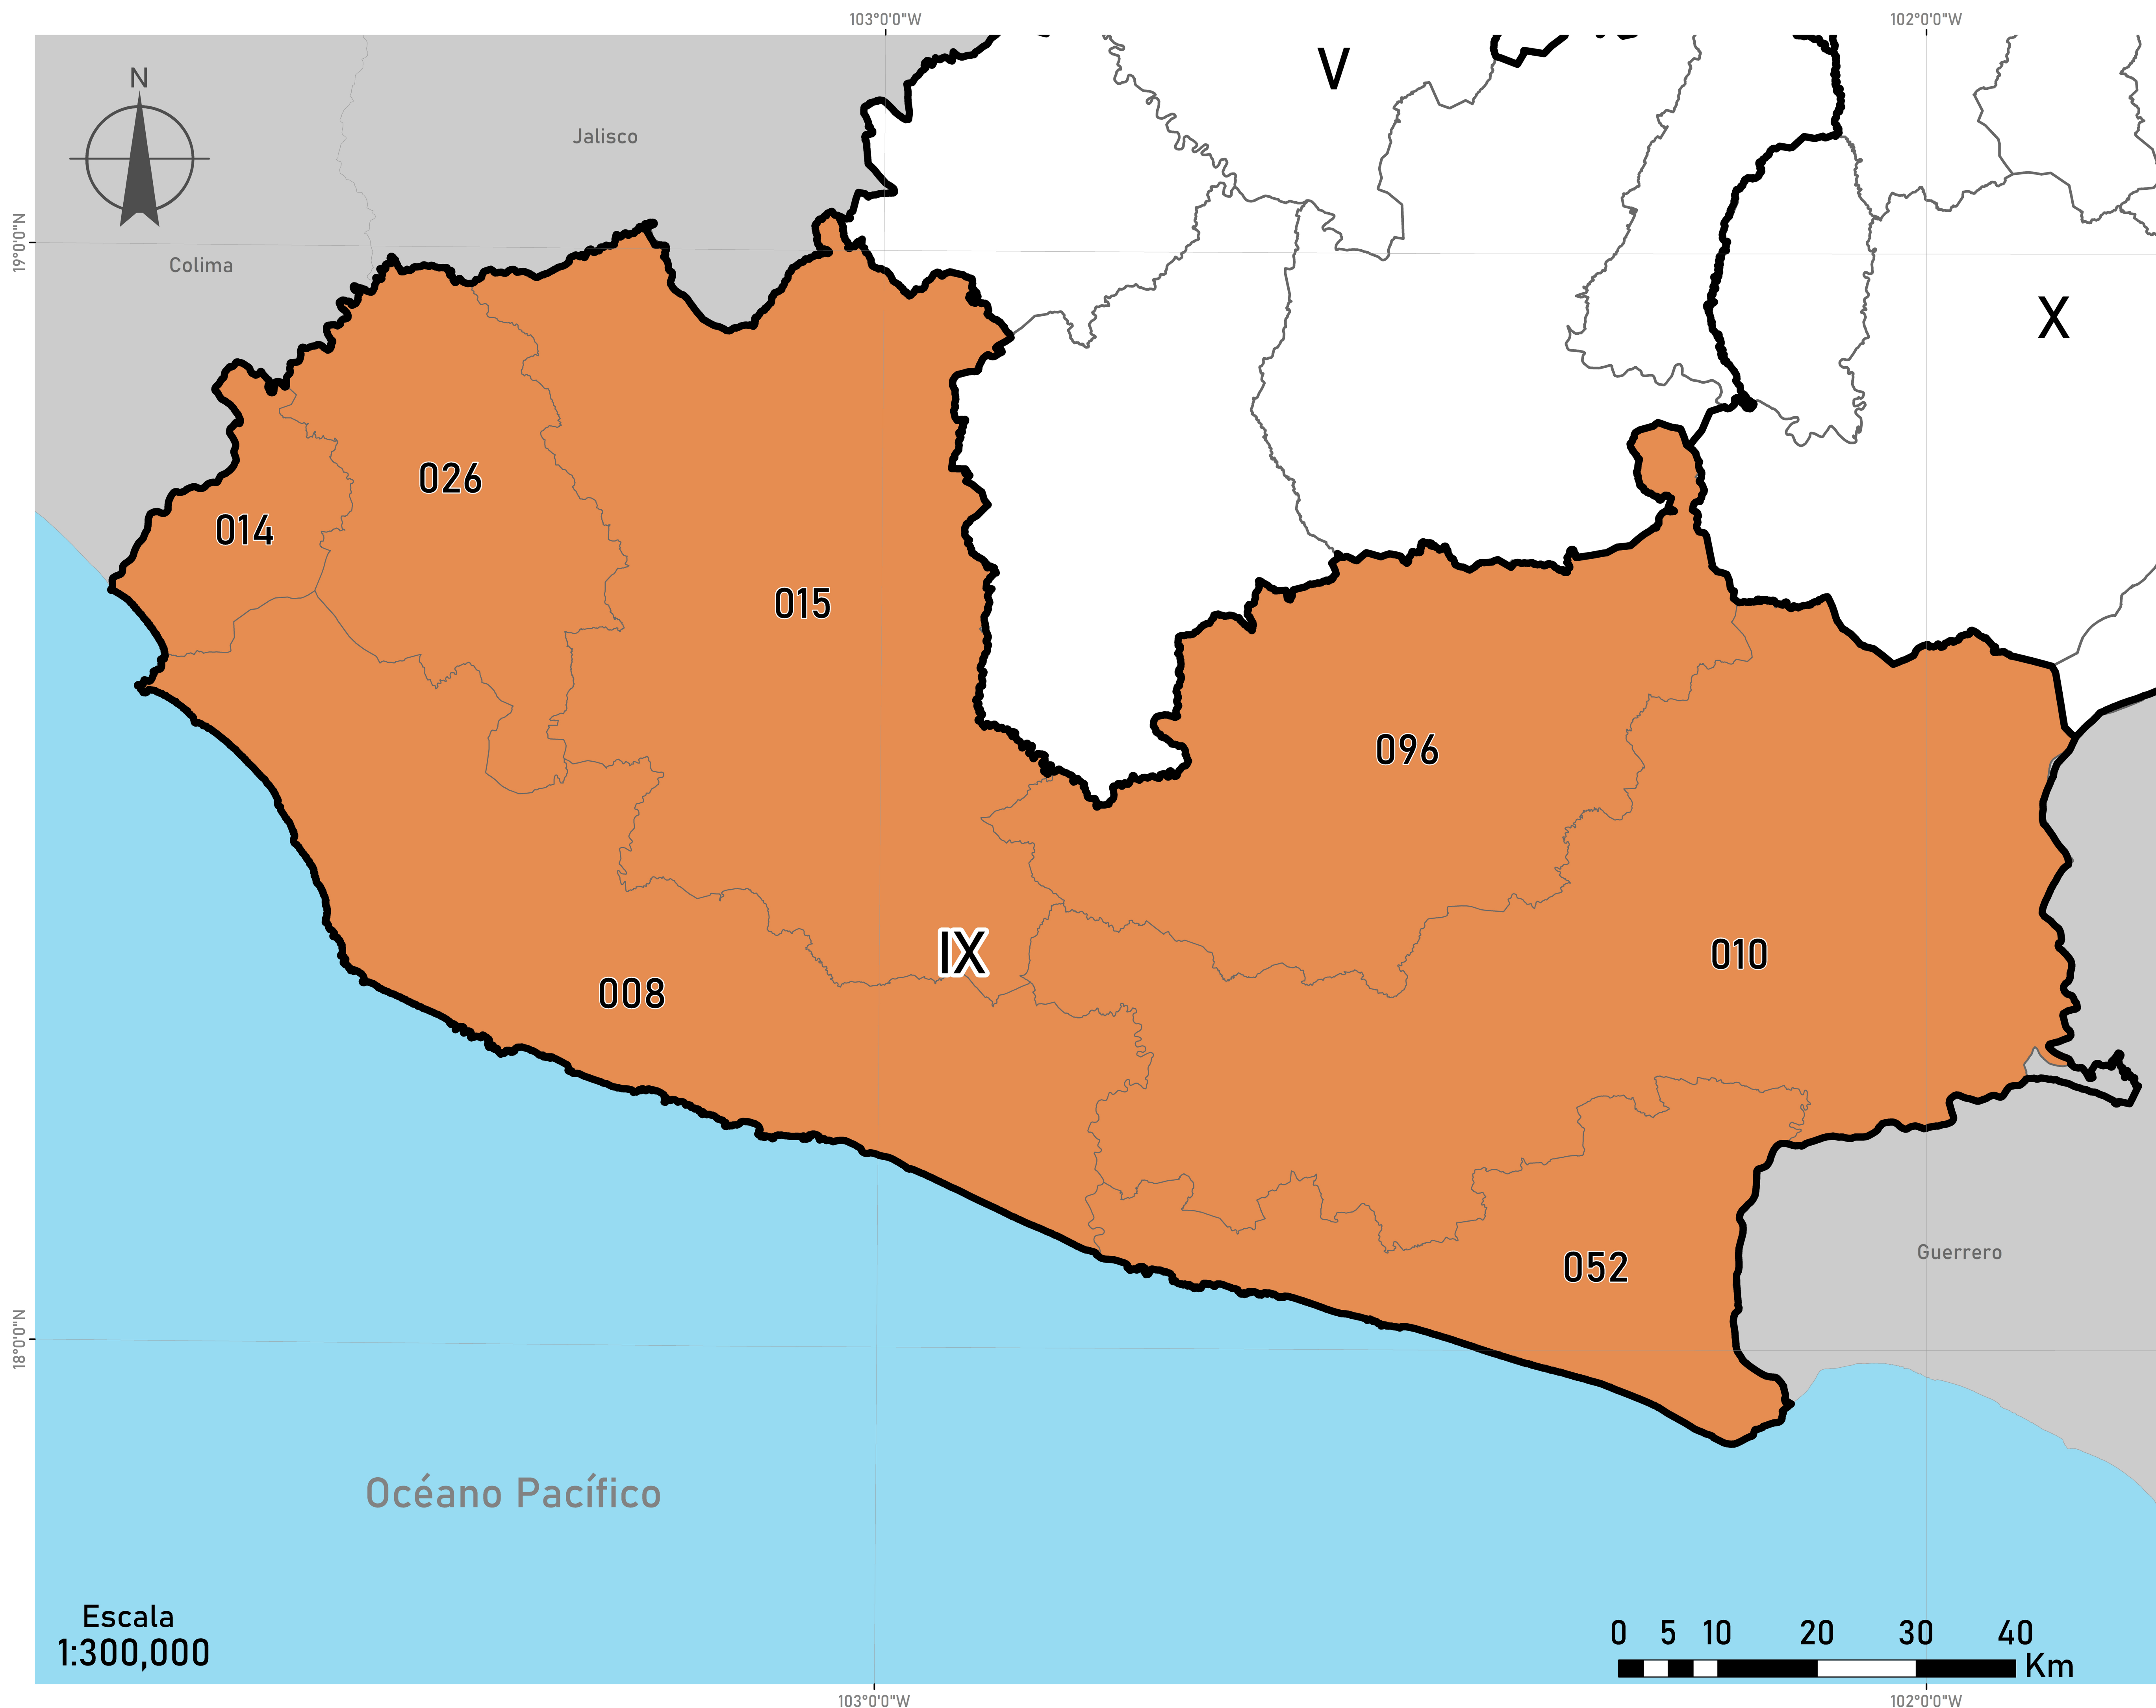 103°0'0"W
102°0'0"W
N
V
Jalisco
19°0'0"N
Colima
X
026
014
015
096
IX
010
008
052
Guerrero
18°0'0"N
Océano Pacífico
Escala
1:300,000
0 5 10 20 30 40
Km
103°0'0"W
102°0'0"W